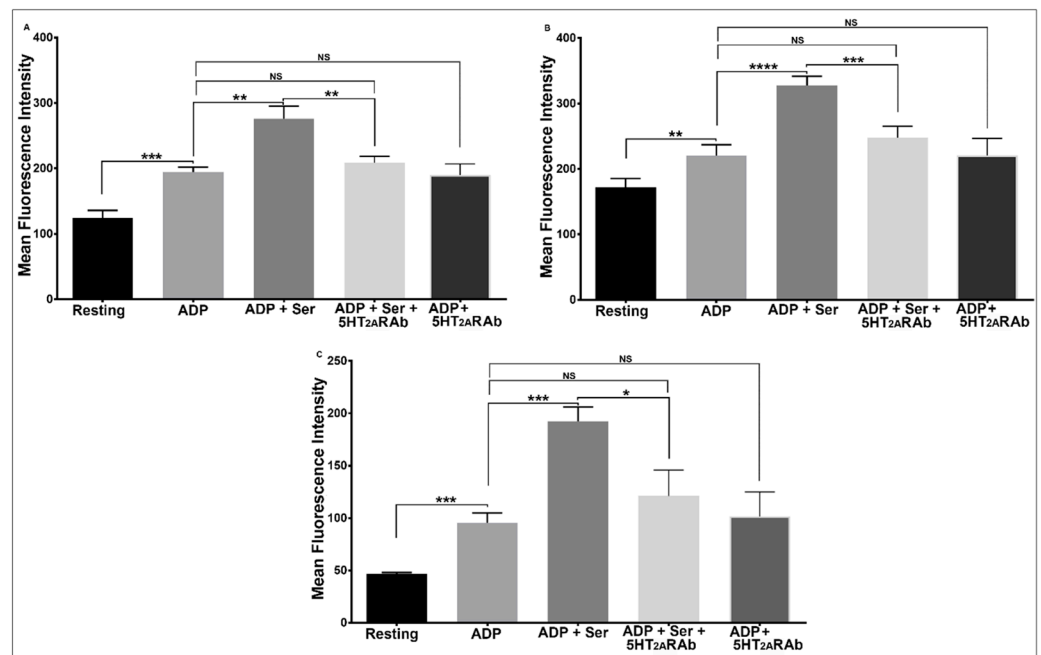 A
Mean Fluorescence Intensity
400
300
200
100
0
NS
NS
**
**
***
Resting
ADP
ADP + Ser
ADP + Ser +
5HT2ARAb
ADP+
5HT2ARAb
B
Mean Fluorescence Intensity
400
300
200
100
0
NS
NS
****
***
**
Resting
ADP
ADP + Ser
ADP + Ser +
5HT2ARAb
ADP+
5HT2ARAb
C
Mean Fluorescence Intensity
250
200
150
100
50
0
NS
NS
***
*
***
Resting
ADP
ADP + Ser
ADP + Ser +
5HT2ARAb
ADP+
5HT2ARAb